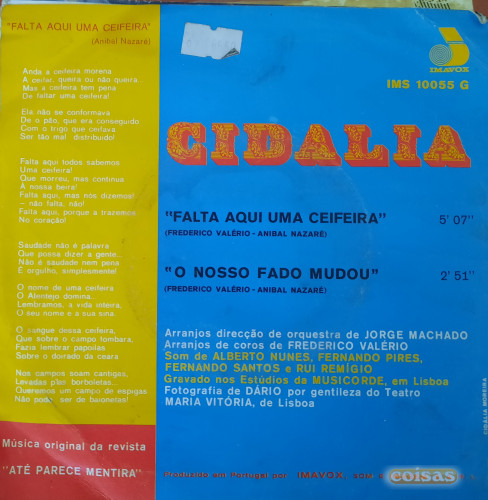 "FALTA AQUI UMA CEIFEIRA"
(Anibal Nazaré)
Anda a ceifeira morena
A ceifar, queira ou não queira...
Mas a ceifeira tem pena
De faltar uma ceifeira!
Ela não se conformava
De o pão, que era conseguido
Com o trigo que ceifava
Ser tão mal distribuído!
Falta aqui todos sabemos
Uma ceifeira!
Que morreu, mas continua
À nossa beira!
Falta aqui, mas nós dizemos!
— não falta, não!
Falta aqui, porque a trazemos
No coração!
Saudade não é palavra
Que possa dizer a gente...
Não é saudade nem pena
É orgulho, simplesmente!
O nome de uma ceifeira
O Alentejo domina...
Lembramos, a vida inteira,
O seu nome e a sua sina
O sangue dessa ceifeira,
Que sobre o campo tombara,
Fazia lembrar papoilas
Sobre o doirado da ceara
Nos campos soam cantigas,
Lavadas p'las borboletas...
Queremos um campo de espigas
Não pode ser de baionetas!
Música original da revista
"ATÉ PARECE MENTIRA"
IMAVOX
IMS 10055 G
CIDALIA
"FALTA AQUI UMA CEIFEIRA" 5' 07"
(FREDERICO VALÉRIO - ANIBAL NAZARÉ)
"O NOSSO FADO MUDOU" 2' 51"
(FREDERICO VALÉRIO - ANIBAL NAZARÉ)
Arranjos direcção de orquestra de JORGE MACHADO
Arranjos de coros de FREDERICO VALÉRIO
Som de ALBERTO NUNES, FERNANDO PIRES,
FERNANDO SANTOS e RUI REMÍGIO
Gravado nos Estúdios da MUSICORDE, em Lisboa
Fotografia de DÁRIO por gentileza do Teatro
MARIA VITÓRIA, de Lisboa
CIDALIA MOREIRA
Produzido em Portugal por IMAVOX,
coisas